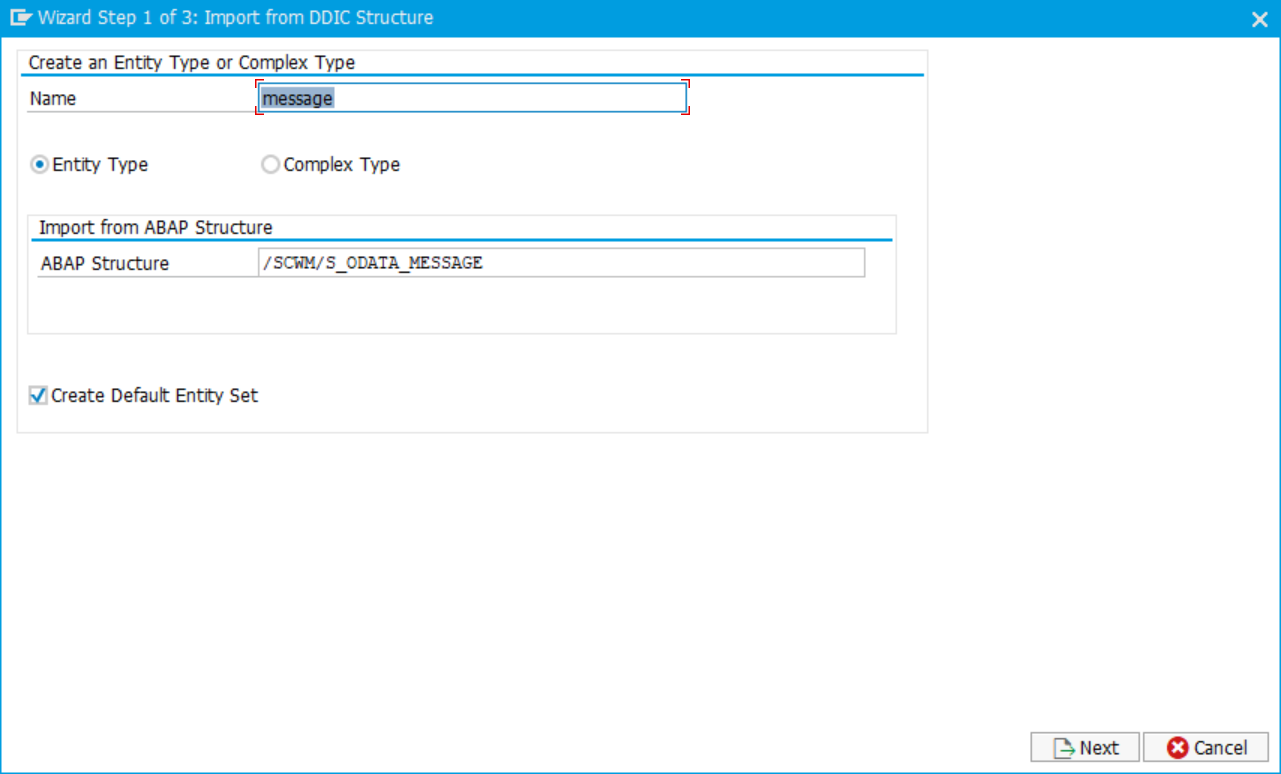 Wizard Step 1 of 3: Import from DDIC Structure
Create an Entity Type or Complex Type
Name message
Entity Type Complex Type
Import from ABAP Structure
ABAP Structure /SCWM/S_ODATA_MESSAGE
Create Default Entity Set
Next Cancel